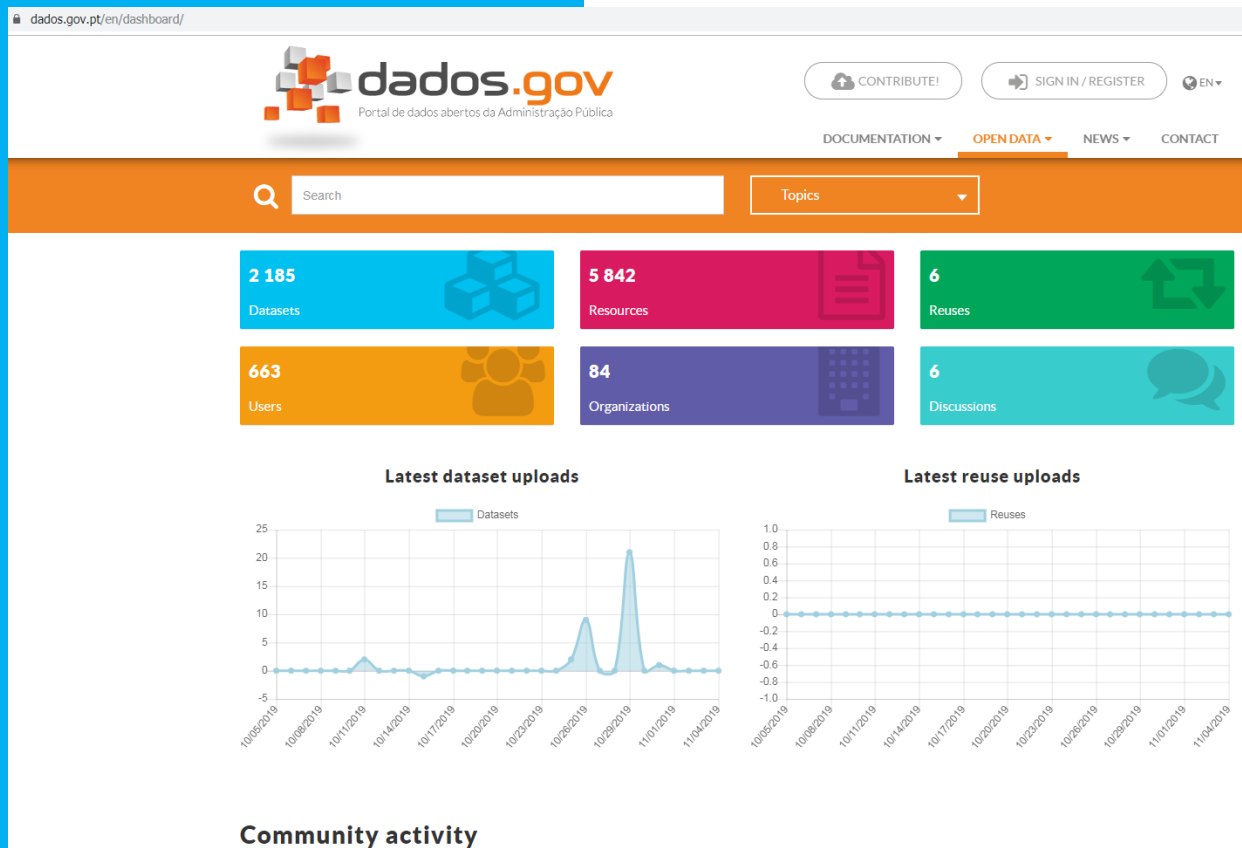 dados.gov.pt/en/dashboard/
dados.gov
Portal de dados abertos da Administração Pública
CONTRIBUTE!
SIGN IN / REGISTER
EN
DOCUMENTATION
OPEN DATA
NEWS
CONTACT
Search
Topics
2 185
Datasets
5 842
Resources
6
Reuses
663
Users
84
Organizations
6
Discussions
Latest dataset uploads
Datasets
25
20
15
10
5
0
-5
10/05/2019
10/08/2019
10/11/2019
10/14/2019
10/17/2019
10/20/2019
10/23/2019
10/26/2019
10/29/2019
11/01/2019
11/04/2019
Latest reuse uploads
Reuses
1.0
0.8
0.6
0.4
0.2
0
-0.2
-0.4
-0.6
-0.8
-1.0
10/05/2019
10/08/2019
10/11/2019
10/14/2019
10/17/2019
10/20/2019
10/23/2019
10/26/2019
10/29/2019
11/01/2019
11/04/2019
Community activity